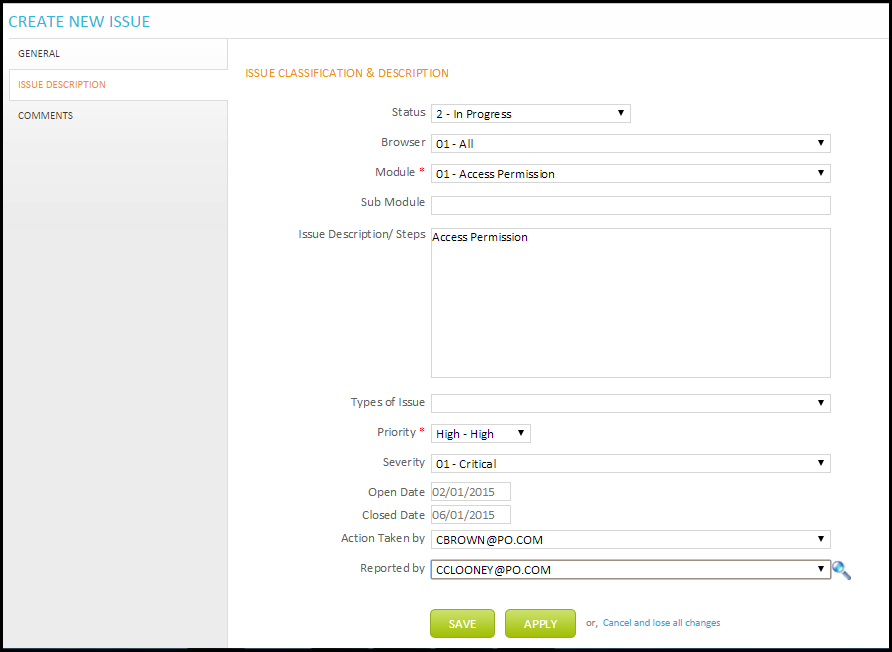 CREATE NEW ISSUE
GENERAL
ISSUE DESCRIPTION
COMMENTS
ISSUE CLASSIFICATION & DESCRIPTION
Status 2 - In Progress
Browser 01 - All
Module * 01 - Access Permission
Sub Module
Issue Description/ Steps Access Permission
Types of Issue
Priority * High - High
Severity 01 - Critical
Open Date 02/01/2015
Closed Date 06/01/2015
Action Taken by CBROWN@PO.COM
Reported by CCLOONEY@PO.COM
SAVE APPLY or, Cancel and lose all changes